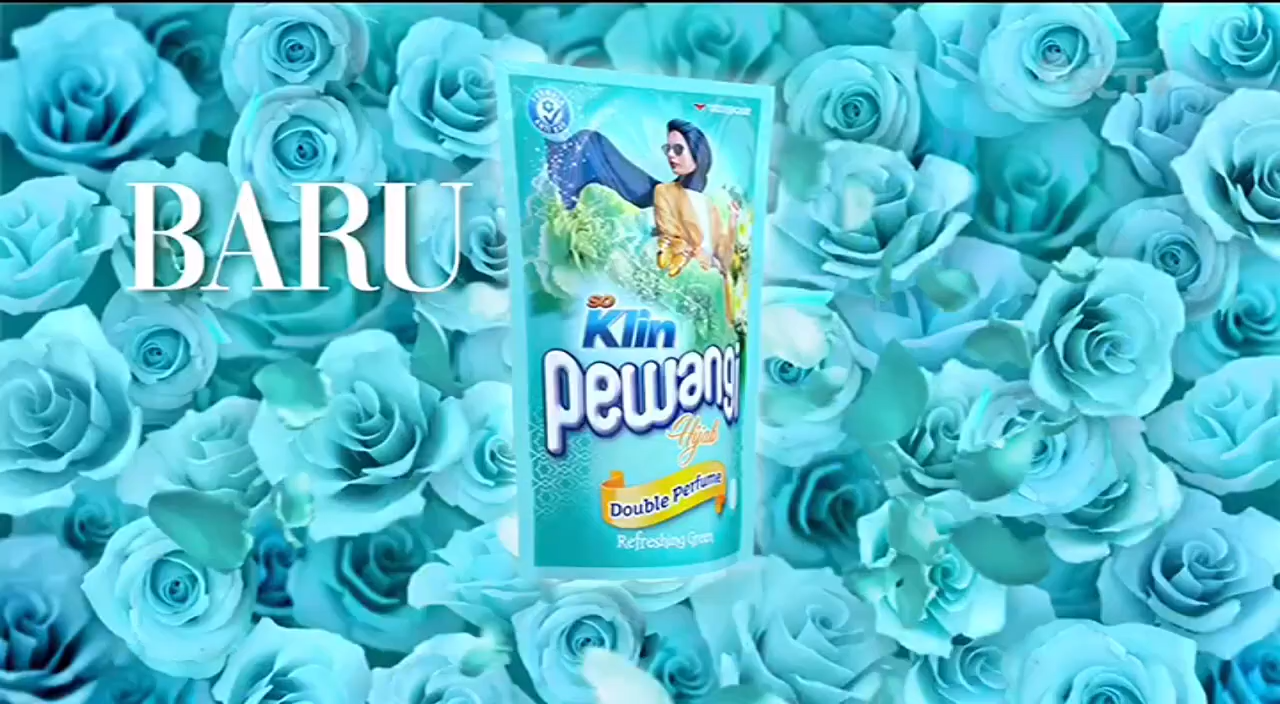 BARU
so
Klin
pewangi
Hijab
Double Perfume
Refreshing Green